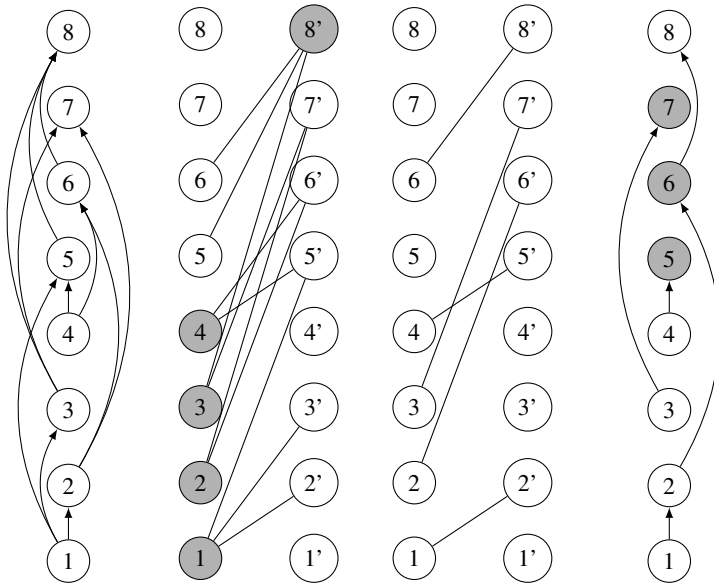 8 8 8' 8 8' 8
7 7 7' 7 7' 7
6 6 6' 6 6' 6
5 5 5' 5 5' 5
4 4 4' 4 4' 4
3 3 3' 3 3' 3
2 2 2' 2 2' 2
1 1 1' 1 1' 1